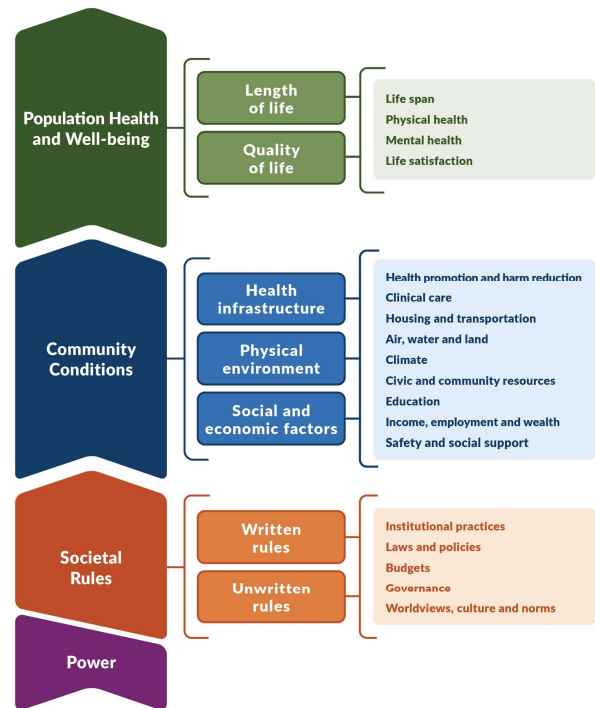 Population Health
and Well-being
Length
of life
Quality
of life
Life span
Physical health
Mental health
Life satisfaction
Community
Conditions
Health
infrastructure
Physical
environment
Social and
economic factors
Health promotion and harm reduction
Clinical care
Housing and transportation
Air, water and land
Climate
Civic and community resources
Education
Income, employment and wealth
Safety and social support
Societal
Rules
Written
rules
Unwritten
rules
Institutional practices
Laws and policies
Budgets
Governance
Worldviews, culture and norms
Power